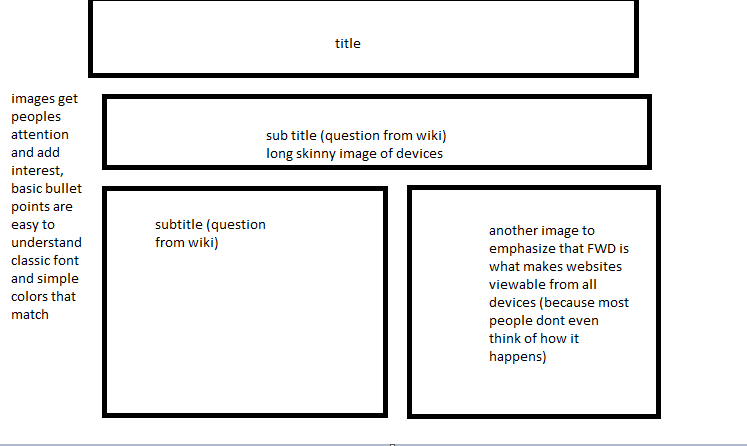 title
images get
peoples
attention
and add
interest,
basic bullet
points are
easy to
understand
classic font
and simple
colors that
match
sub title (question from wiki)
long skinny image of devices
subtitle (question
from wiki)
another image to
emphasize that FWD is
what makes websites
viewable from all
devices (because most
people dont even
think of how it
happens)